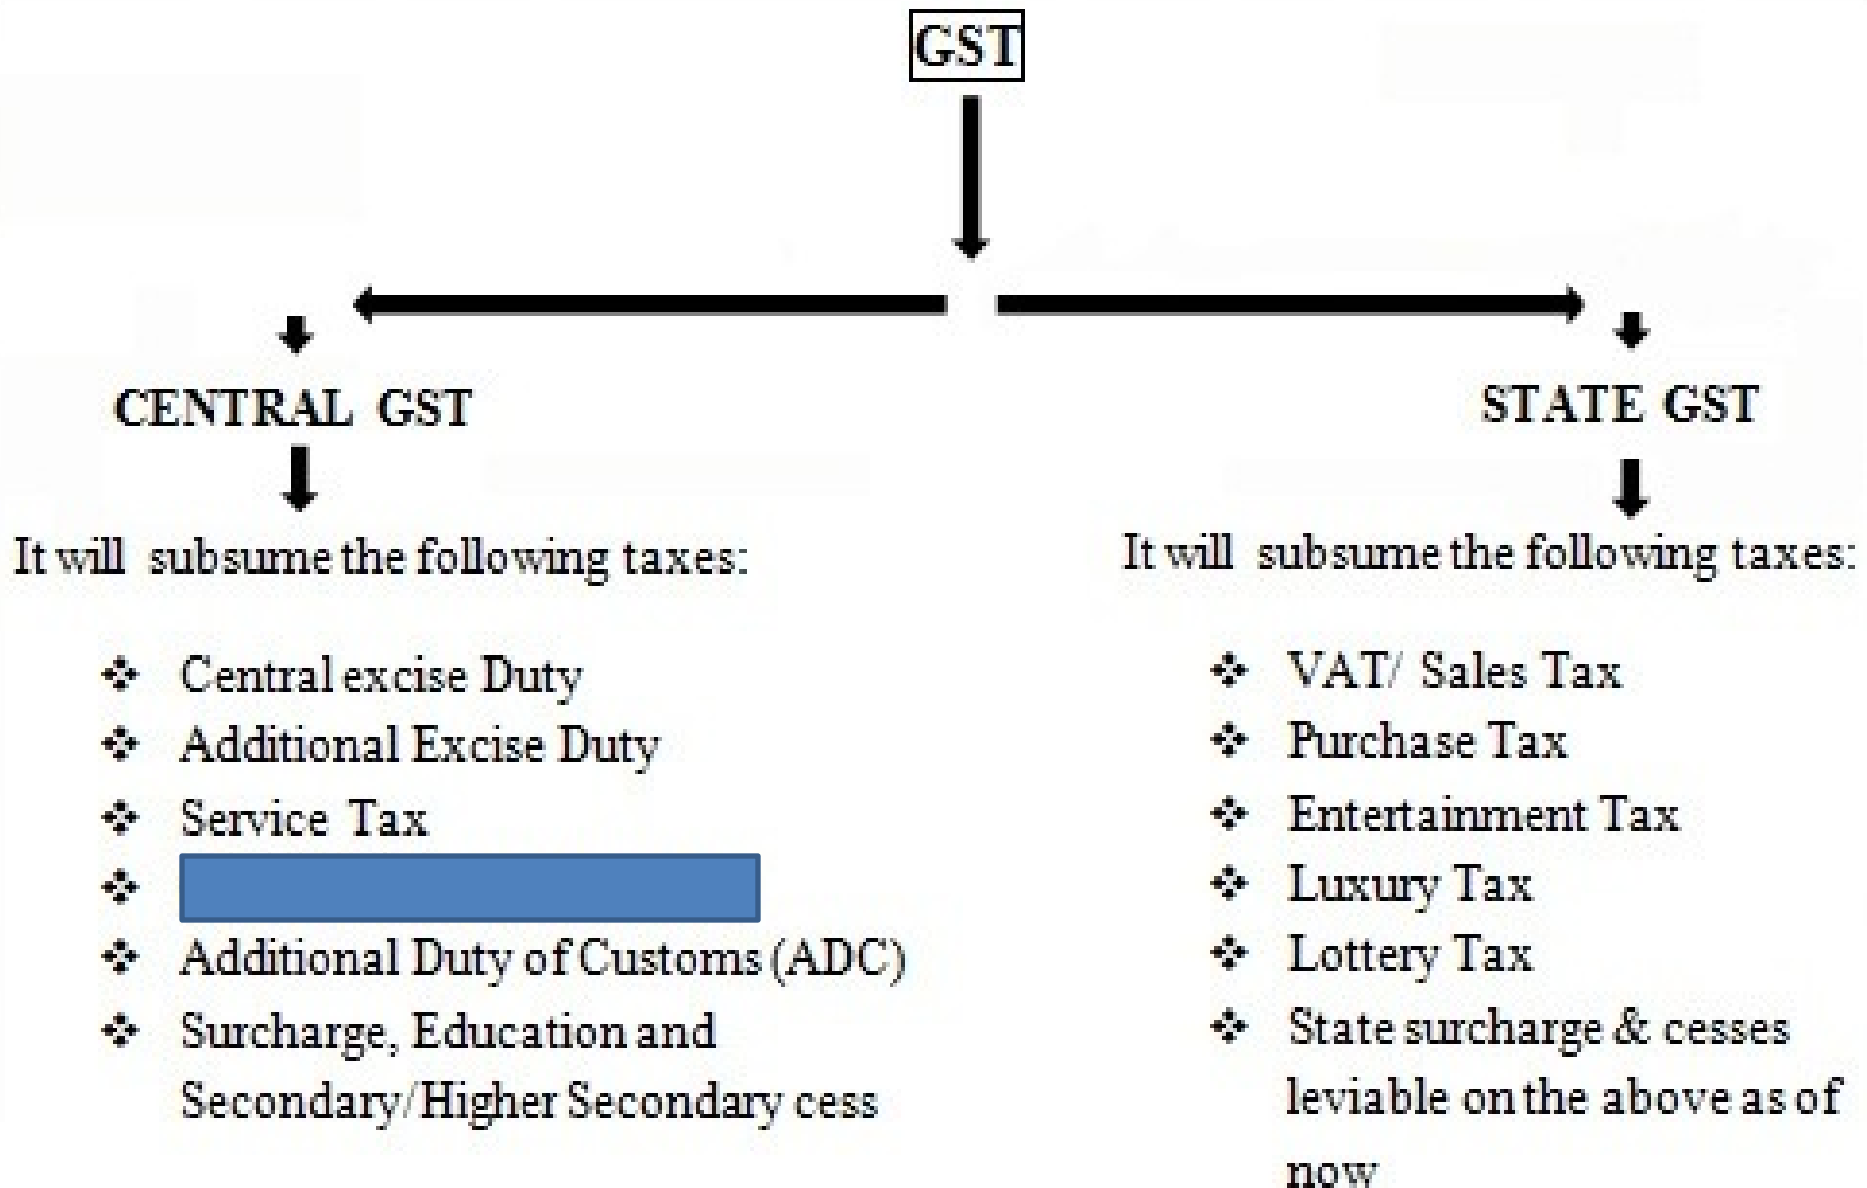 GST
CENTRAL GST
It will subsume the following taxes:
Central excise Duty
Additional Excise Duty
Service Tax
Additional Duty of Customs (ADC)
Surcharge, Education and
Secondary/Higher Secondary cess
STATE GST
It will subsume the following taxes:
VAT/ Sales Tax
Purchase Tax
Entertainment Tax
Luxury Tax
Lottery Tax
State surcharge & cesses
leviable on the above as of
now